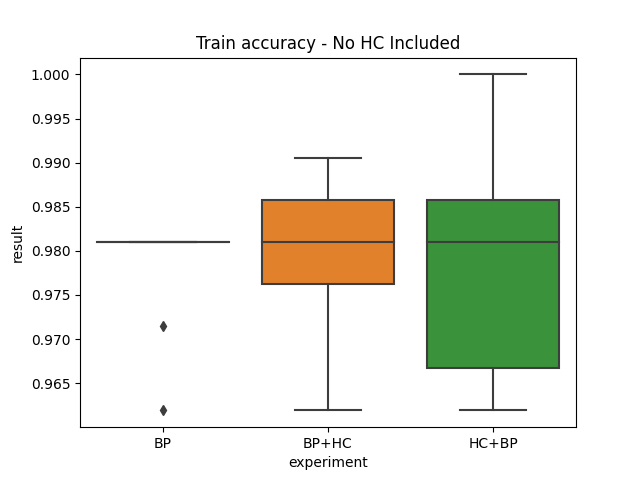 Train accuracy - No HC Included
1.000
0.995
0.990
0.985
0.980
0.975
0.970
0.965
result
BP
BP+HC
HC+BP
experiment